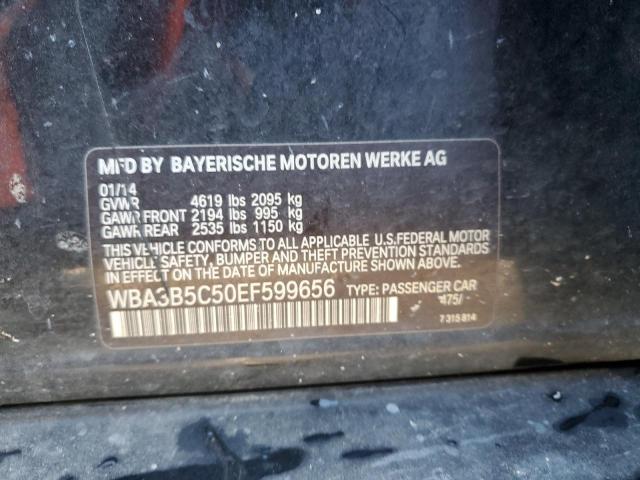 MFD BY BAYERISCHE MOTOREN WERKE AG
01/14
GVWR 4619 lbs 2095 kg
GAWR FRONT 2194 lbs 995 kg
GAWR REAR 2535 lbs 1150 kg
THIS VEHICLE CONFORMS TO ALL APPLICABLE U.S. FEDERAL MOTOR
VEHICLE SAFETY, BUMPER AND THEFT PREVENTION STANDARDS
IN EFFECT ON THE DATE OF MANUFACTURE SHOWN ABOVE.
WBA3B5C50EF599656 TYPE: PASSENGER CAR
475/
7 315 814